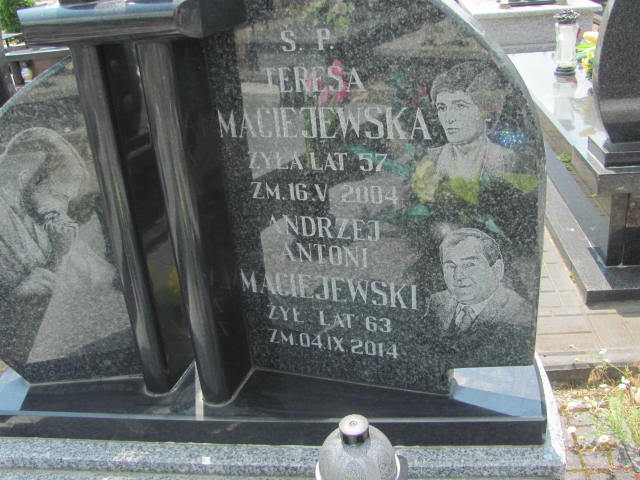 Ś. P.
TERESA
MACIEJEWSKA
ŻYŁA LAT 57
ZM. 16.V 2004
ANDRZEJ
ANTONI
MACIEJEWSKI
ŻYŁ LAT 63
ZM. 04.IX.2014